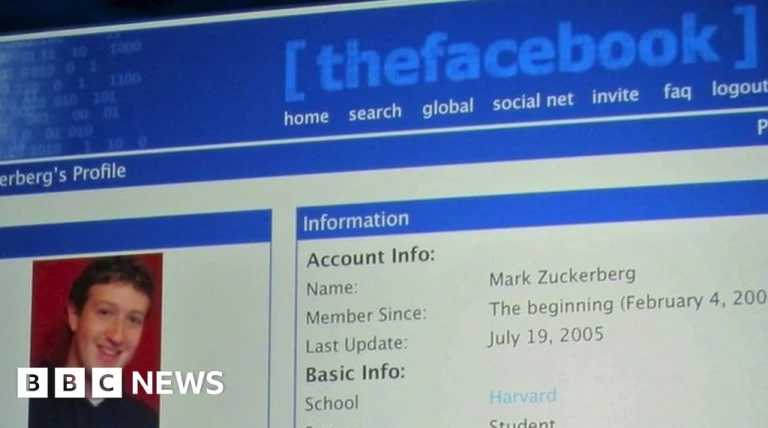 [ thefacebook ]
home search global social net invite faq logout
erberg's Profile
P
Information
Account Info:
Name: Mark Zuckerberg
Member Since: The beginning (February 4, 200
Last Update: July 19, 2005
Basic Info:
School Harvard
Student
BBC NEWS